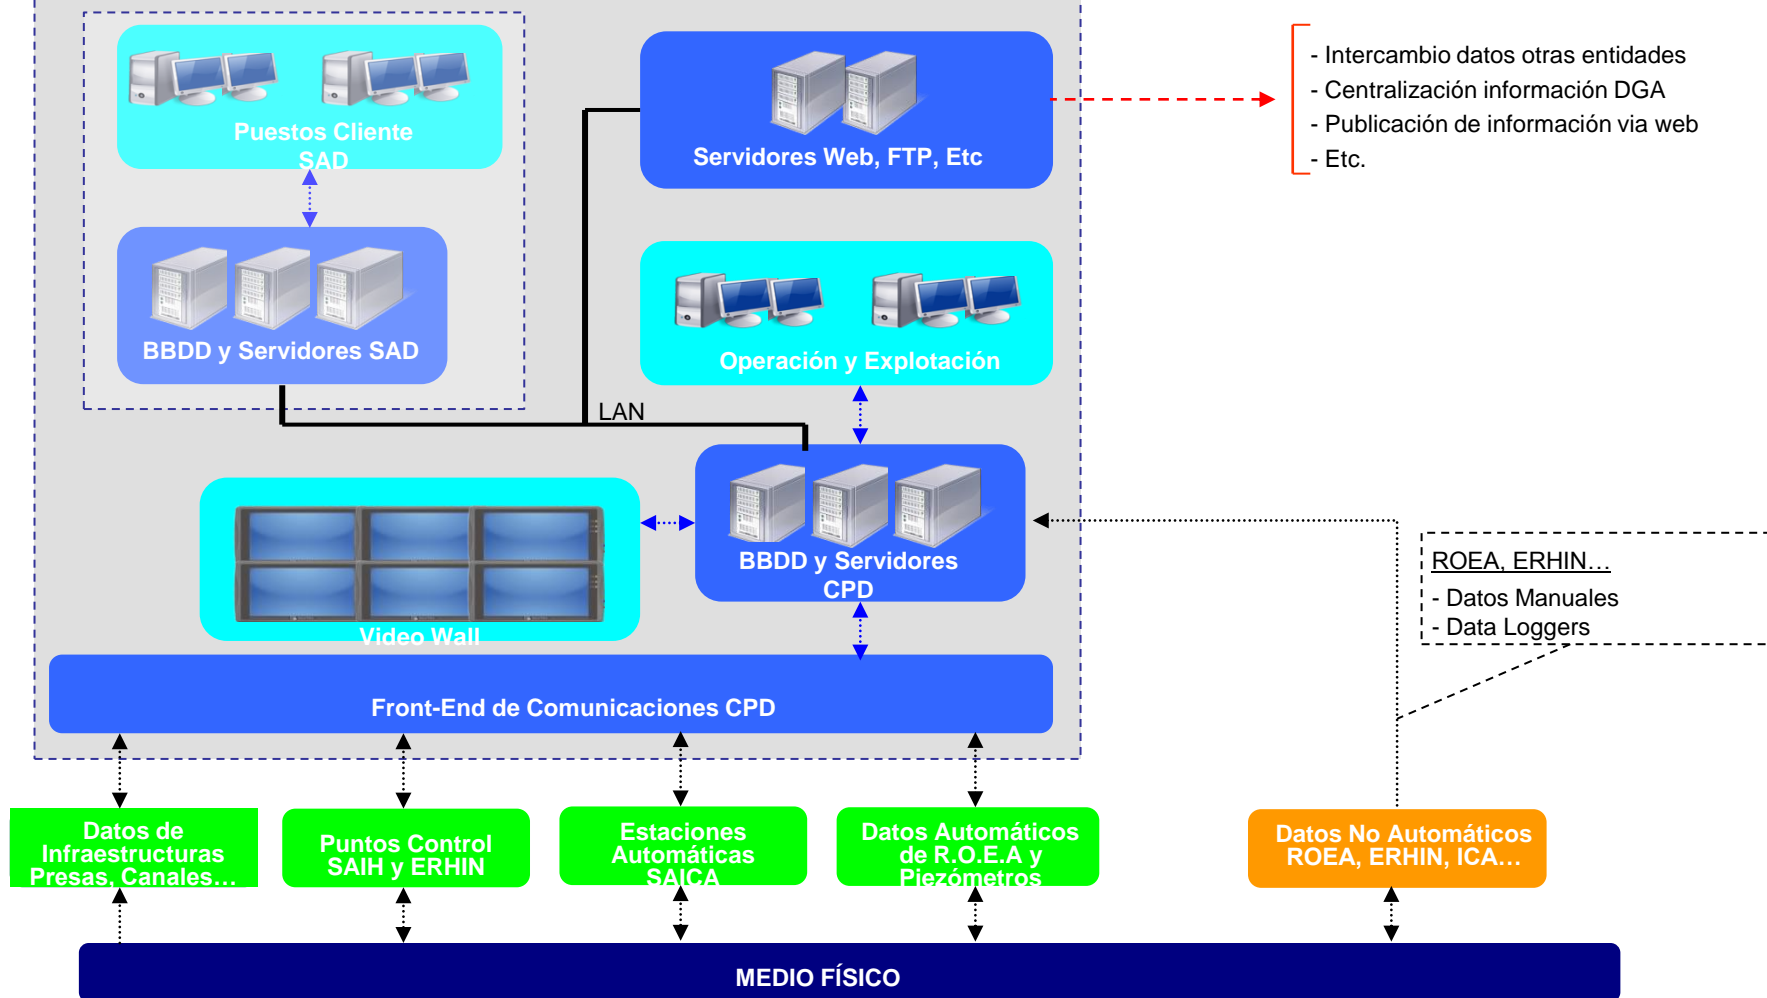 Puestos Cliente
SAD
Servidores Web, FTP, Etc
- Intercambio datos otras entidades
- Centralización información DGA
- Publicación de información via web
- Etc.
BBDD y Servidores SAD
Operación y Explotación
LAN
BBDD y Servidores
CPD
Video Wall
ROEA, ERHIN...
- Datos Manuales
- Data Loggers
Front-End de Comunicaciones CPD
Datos de
Infraestructuras
Presas, Canales...
Puntos Control
SAIH y ERHIN
Estaciones
Automáticas
SAICA
Datos Automáticos
de R.O.E.A y
Piezómetros
Datos No Automáticos
ROEA, ERHIN, ICA...
MEDIO FÍSICO